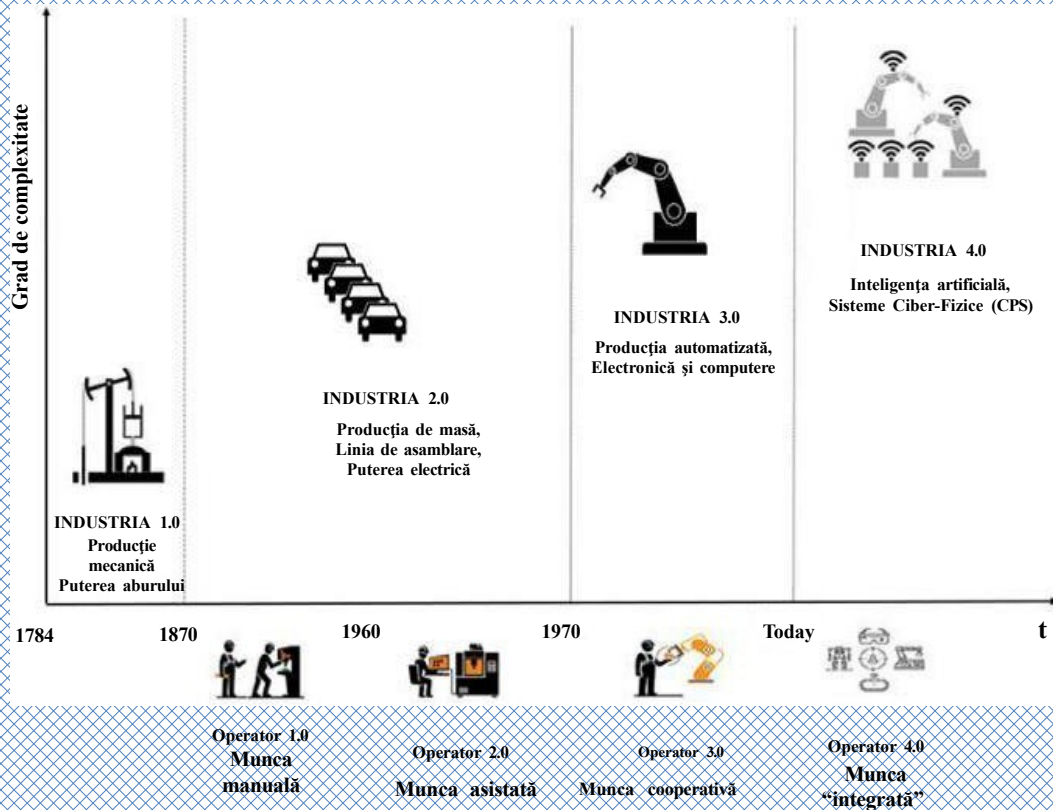 Grad de complexitate
INDUSTRIA 1.0
Producţie
mecanică
Puterea aburului
INDUSTRIA 2.0
Producţia de masă,
Linia de asamblare,
Puterea electrică
INDUSTRIA 3.0
Producţia automatizată,
Electronică şi computere
INDUSTRIA 4.0
Inteligenţa artificială,
Sisteme Ciber-Fizice (CPS)
1784
1870
1960
1970
Today
t
Operator 1.0
Munca
manuală
Operator 2.0
Munca asistată
Operator 3.0
Munca cooperativă
Operator 4.0
Munca
“integrată”